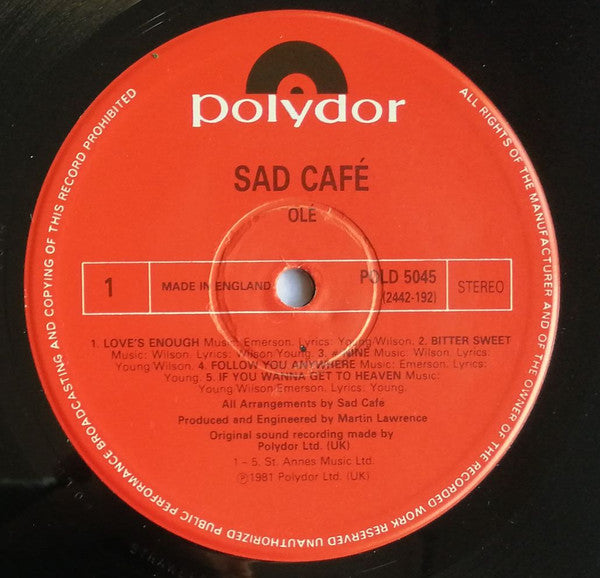 polydor
SAD CAFÉ
OLÉ
1
MADE IN ENGLAND
POLD 5045
(2442-192)
STEREO
1. LOVE'S ENOUGH Music: Emerson. Lyrics: Young Wilson. 2. BITTER SWEET
Music: Wilson. Lyrics: Wilson Young. 3. NINE Music: Wilson. Lyrics:
Young Wilson. 4. FOLLOW YOU ANYWHERE Music: Emerson. Lyrics:
Young. 5. IF YOU WANNA GET TO HEAVEN Music:
Young Wilson Emerson. Lyrics: Young.
All Arrangements by Sad Café
Produced and Engineered by Martin Lawrence
Original sound recording made by
Polydor Ltd. (UK)
1 – 5. St. Annes Music Ltd.
Ⓟ1981 Polydor Ltd. (UK)
ALL RIGHTS OF THE MANUFACTURER AND OF THE OWNER OF THE RECORDED WORK RESERVED UNAUTHORIZED PUBLIC PERFORMANCE BROADCASTING AND COPYING OF THIS RECORD PROHIBITED